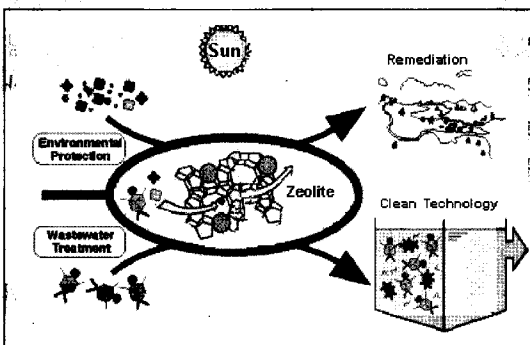 Sun
Remediation
Environmental
Protection
Zeolite
Clean Technology
Wastewater
Treatment